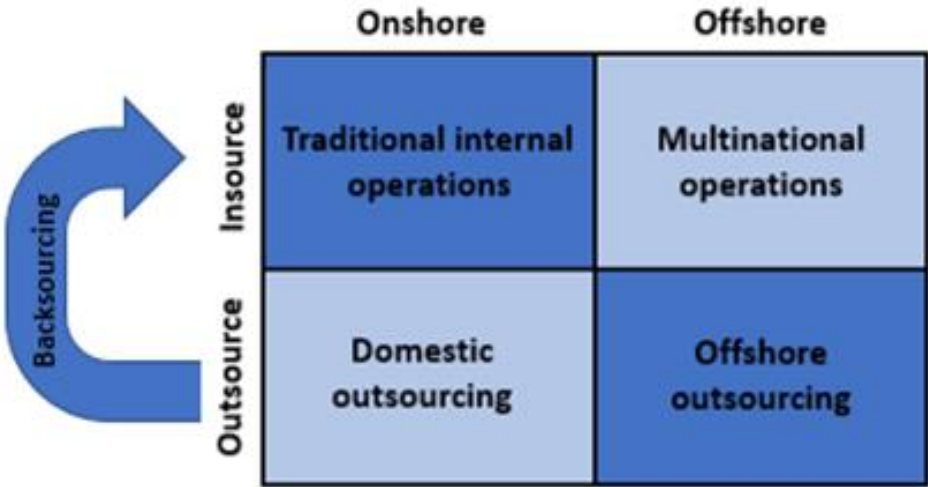 Onshore Offshore
Backsourcing
Insource
Traditional internal
operations
Multinational
operations
Outsource
Domestic
outsourcing
Offshore
outsourcing